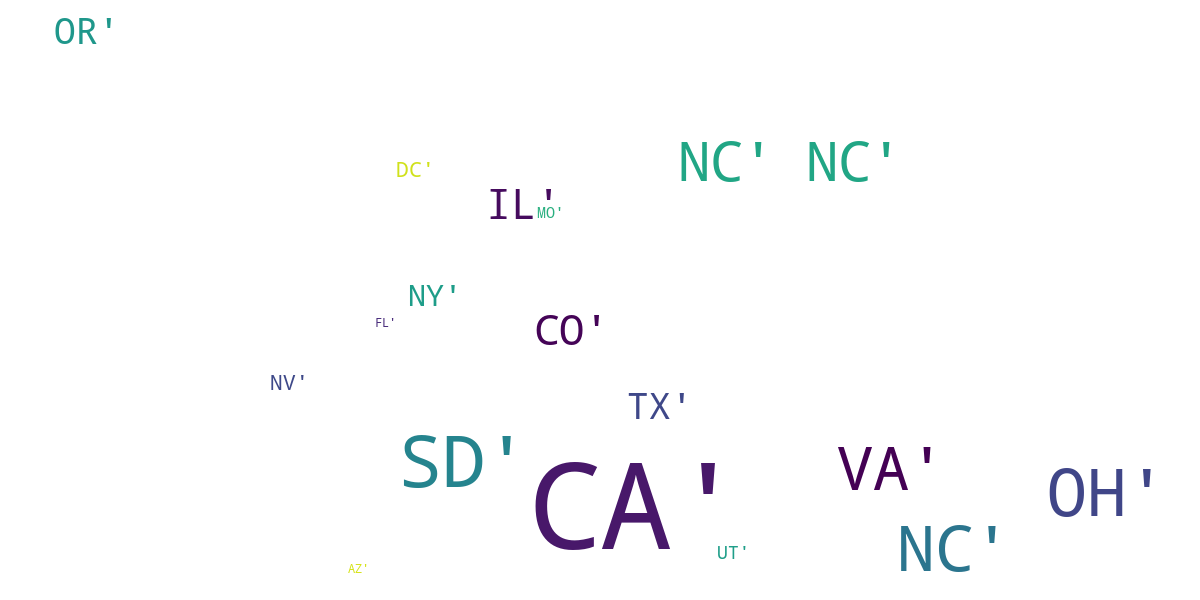 OR'
NC' NC'
DC'
IL'
MO'
NY'
FL'
CO'
NV'
TX'
SD'
CA'
VA'
OH'
NC'
UT'
AZ'